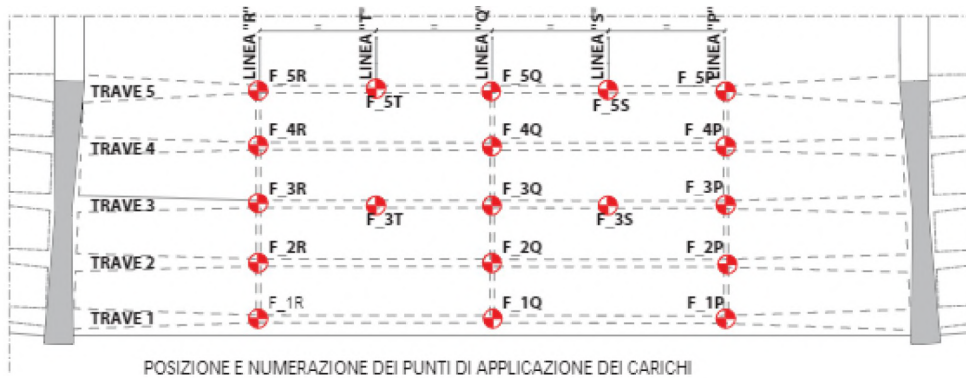 LINEA "R" LINEA "T" LINEA "Q" LINEA "S" LINEA "P"
TRAVE 5 F_5R F_5T F_5Q F_5S F_5P
TRAVE 4 F_4R F_4Q F_4P
TRAVE 3 F_3R F_3T F_3Q F_3S F_3P
TRAVE 2 F_2R F_2Q F_2P
TRAVE 1 F_1R F_1Q F_1P
POSIZIONE E NUMERAZIONE DEI PUNTI DI APPLICAZIONE DEI CARICHI